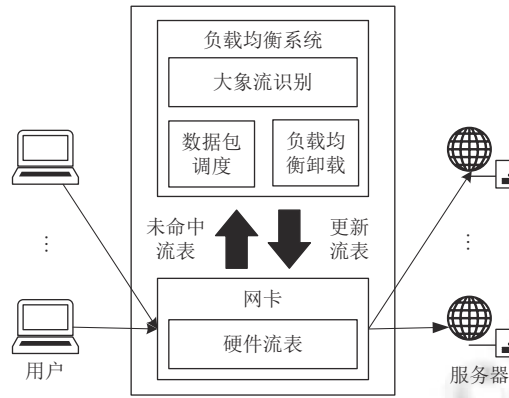 负载均衡系统
大象流识别
数据包
调度
负载均
衡卸载
未命中
流表
更新
流表
网卡
硬件流表
用户
服务器